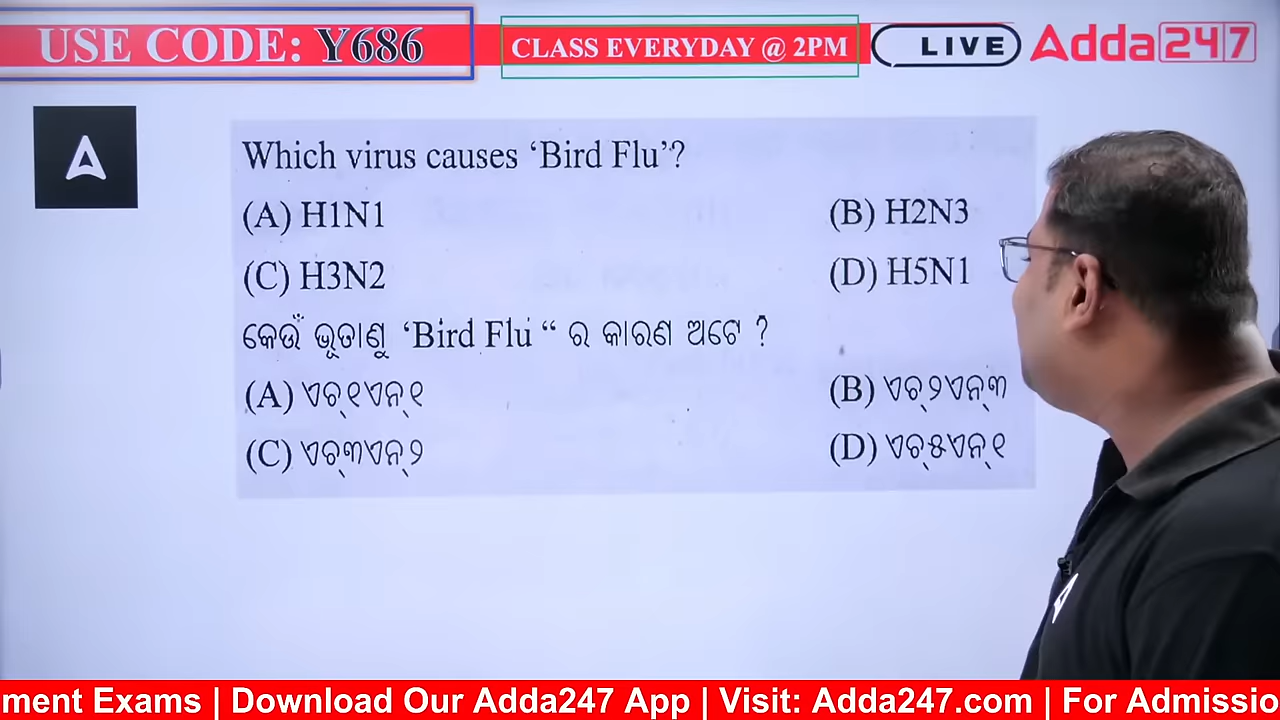 USE CODE: Y686
CLASS EVERYDAY @ 2PM
LIVE
Adda247
Which virus causes ‘Bird Flu’?
(A) H1N1 (B) H2N3
(C) H3N2 (D) H5N1
କେଉଁ ଭୂତାଣୁ ‘Bird Flu “ ର କାରଣ ଅଟେ ?
(A) ଏଚ୍୧ଏନ୍୧ (B) ଏଚ୍୨ଏନ୍୩
(C) ଏଚ୍୩ଏନ୍୨ (D) ଏଚ୍୫ଏନ୍୧
ment Exams | Download Our Adda247 App | Visit: Adda247.com | For Admissio